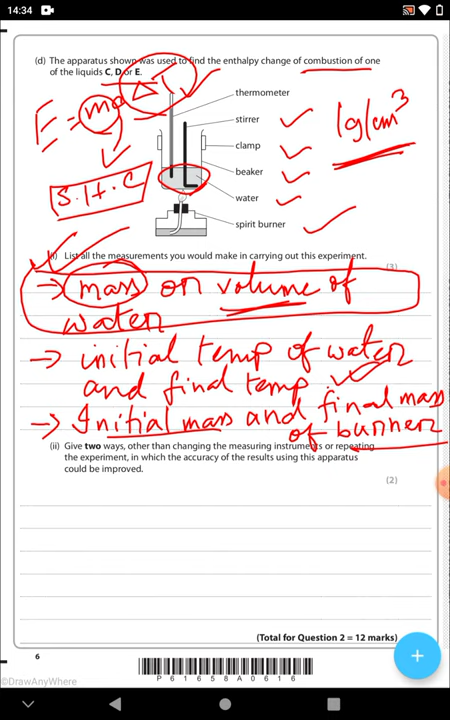 14:34
(d) The apparatus shown was used to find the enthalpy change of combustion of one
of the liquids C, D or E.
E = mcΔT
thermometer
stirrer
1g/cm³
clamp
beaker
S.H.C
water
spirit burner
(i) List all the measurements you would make in carrying out this experiment.
(3)
→ mass or volume of
water
→ initial temp of water
and final temp.
→ Initial mass and final mass
of burner
(ii) Give two ways, other than changing the measuring instruments or repeating
the experiment, in which the accuracy of the results using this apparatus
could be improved.
(2)
(Total for Question 2 = 12 marks)
6
P 6 1 6 5 8 A 0 6 1 6
©DrawAnyWhere